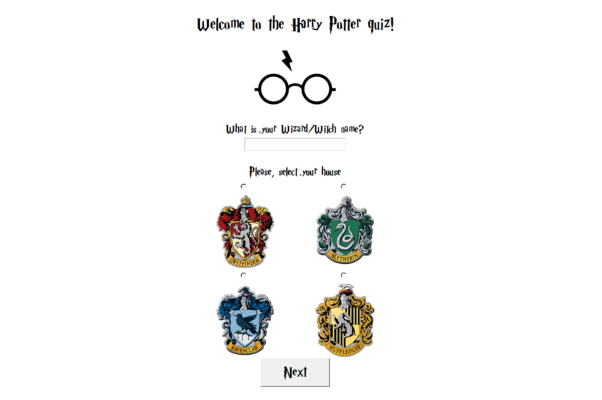 Welcome to the Harry Potter quiz!
What is your Wizard/Witch name?
Please, select your house
GRYFFINDOR
SLYTHERIN
RAVENCLAW
HUFFLEPUFF
Next